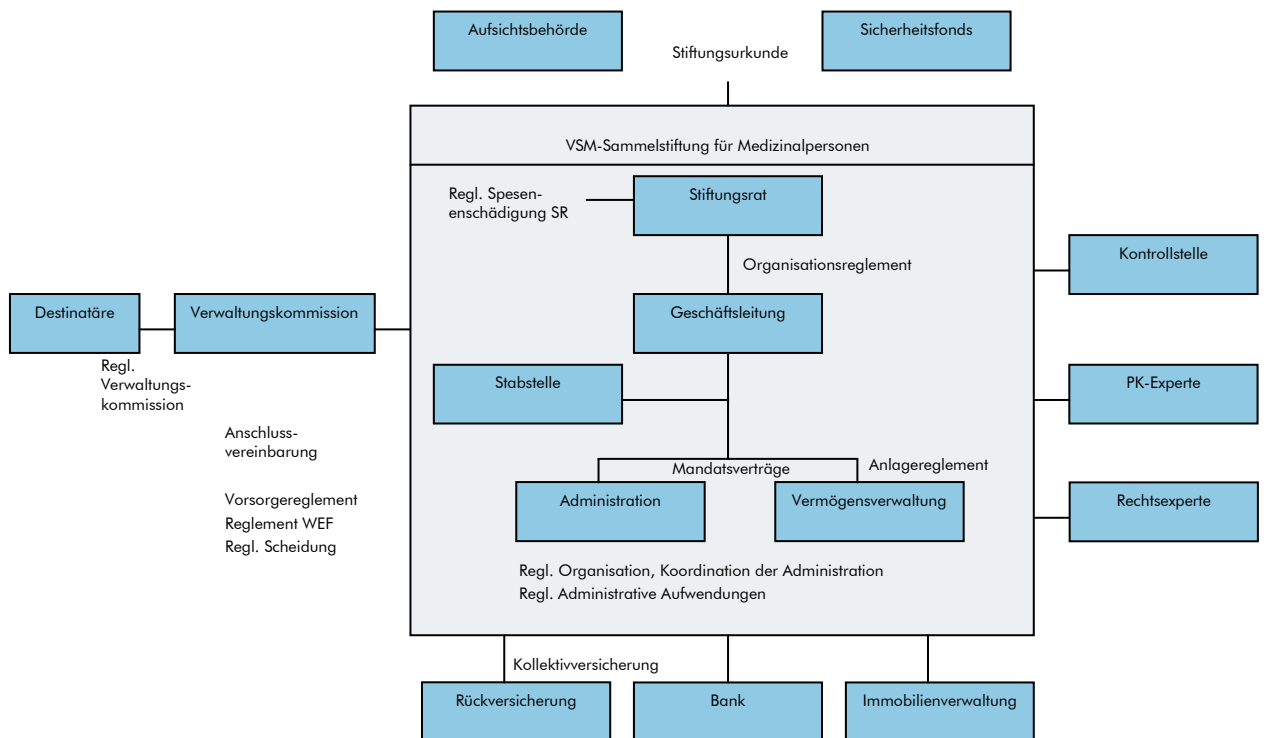 Aufsichtsbehörde
Sicherheitsfonds
Stiftungsurkunde
VSM-Sammelstiftung für Medizinalpersonen
Regl. Spesen-
enschädigung SR
Stiftungsrat
Organisationsreglement
Kontrollstelle
Destinatäre
Verwaltungskommission
Geschäftsleitung
Regl.
Verwaltungs-
kommission
Stabstelle
PK-Experte
Anschluss-
vereinbarung
Mandatsverträge
Anlagereglement
Vorsorgereglement
Reglement WEF
Regl. Scheidung
Administration
Vermögensverwaltung
Rechtsexperte
Regl. Organisation, Koordination der Administration
Regl. Administrative Aufwendungen
Kollektivversicherung
Rückversicherung
Bank
Immobilienverwaltung